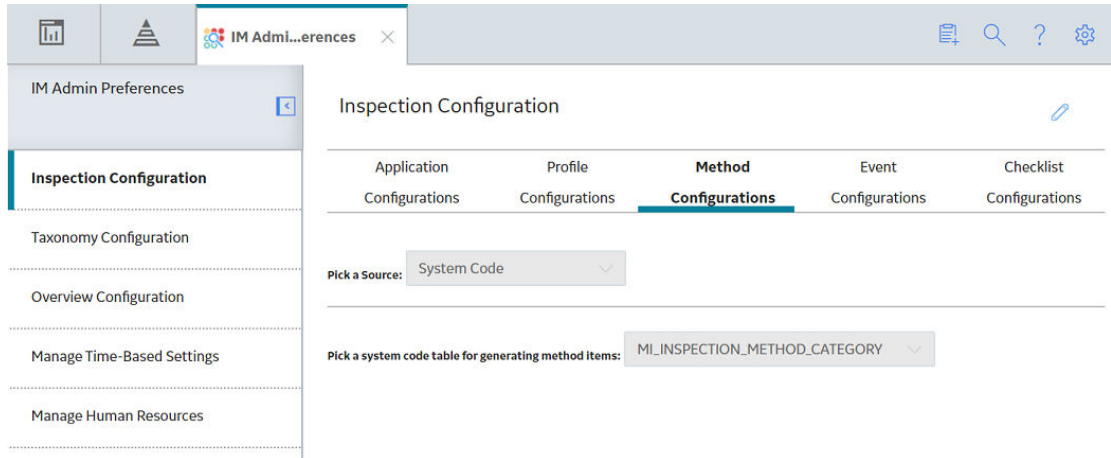 IM Admi...erences
IM Admin Preferences
Inspection Configuration
Taxonomy Configuration
Overview Configuration
Manage Time-Based Settings
Manage Human Resources
Inspection Configuration
Application Configurations
Profile Configurations
Method Configurations
Event Configurations
Checklist Configurations
Pick a Source: System Code
Pick a system code table for generating method items: MI_INSPECTION_METHOD_CATEGORY